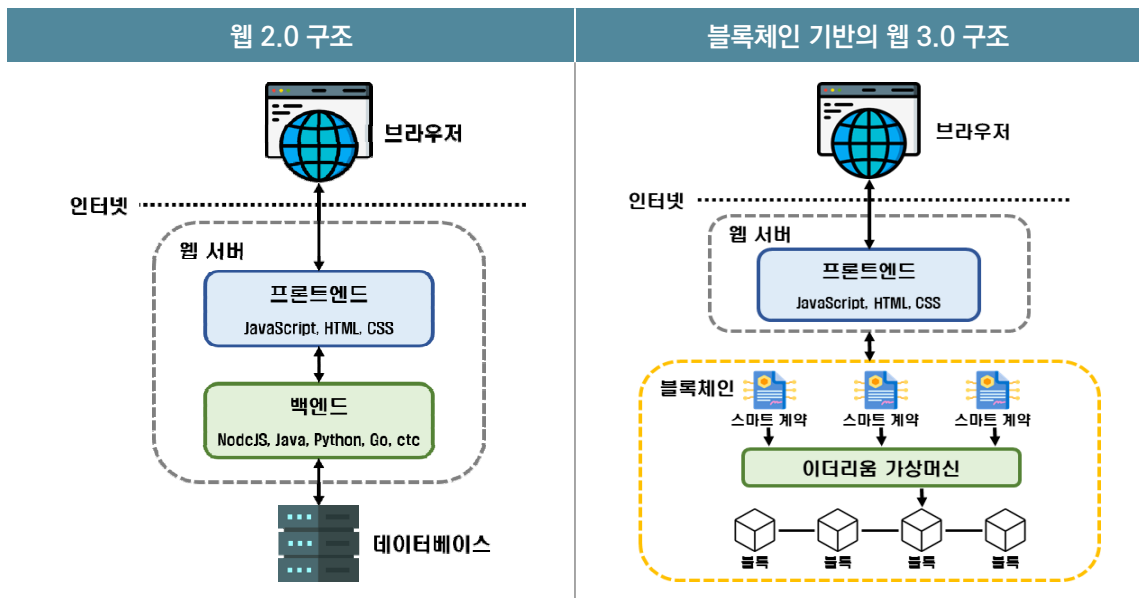 웹 2.0 구조
브라우저
인터넷
웹 서버
프론트엔드
JavaScript, HTML, CSS
백엔드
NodcJS, Java, Python, Go, ctc
데이터베이스
블록체인 기반의 웹 3.0 구조
브라우저
인터넷
웹 서버
프론트엔드
JavaScript, HTML, CSS
블록체인
스마트 계약 스마트 계약 스마트 계약
이더리움 가상머신
블록 블록 블록 블록